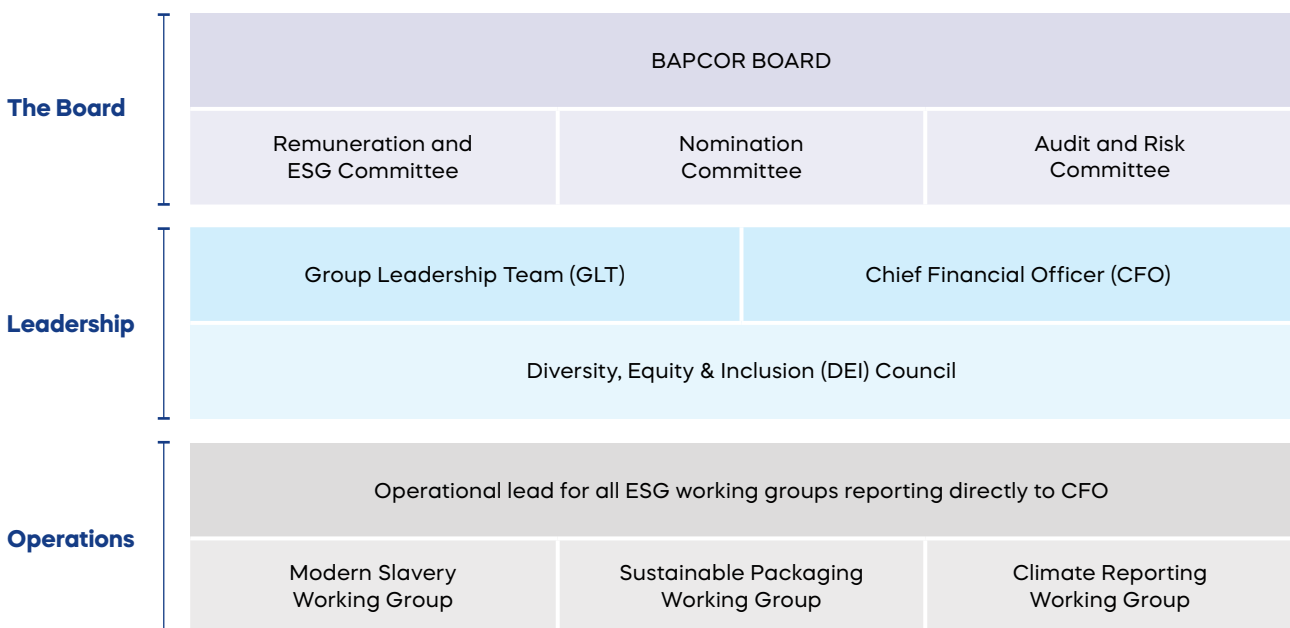 The Board
BAPCOR BOARD
Remuneration and
ESG Committee
Nomination
Committee
Audit and Risk
Committee
Leadership
Group Leadership Team (GLT)
Chief Financial Officer (CFO)
Diversity, Equity & Inclusion (DEI) Council
Operations
Operational lead for all ESG working groups reporting directly to CFO
Modern Slavery
Working Group
Sustainable Packaging
Working Group
Climate Reporting
Working Group